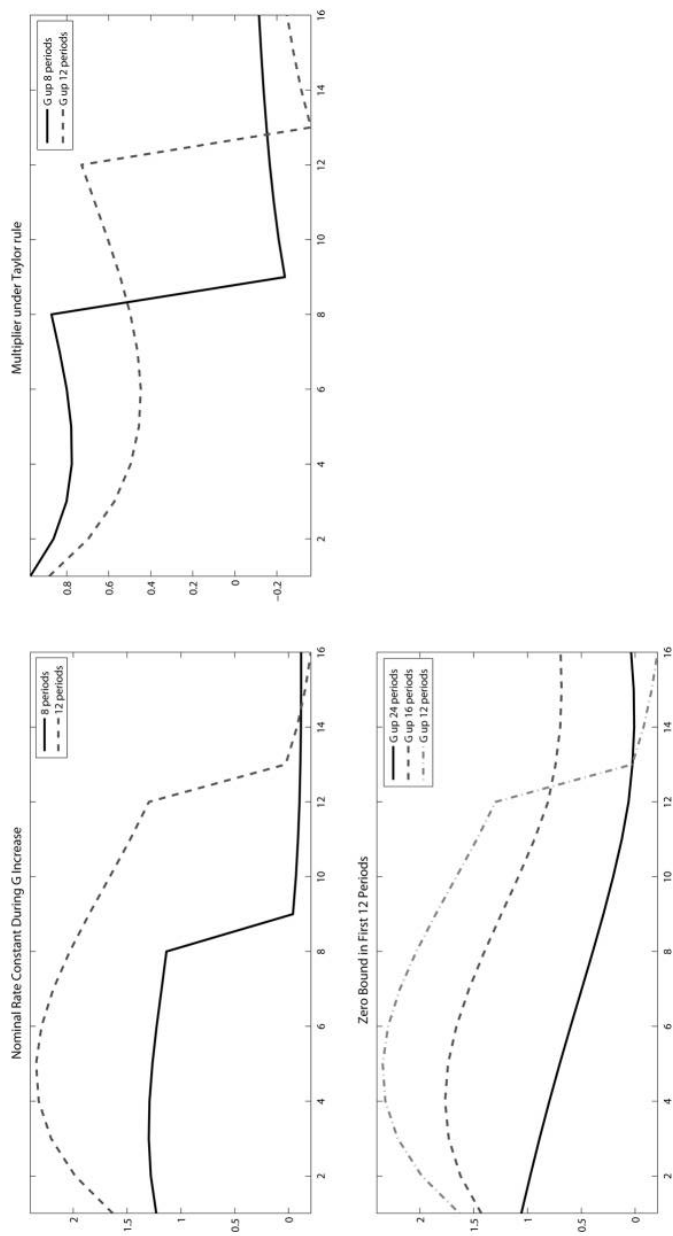 Nominal Rate Constant During G Increase
8 periods
12 periods
2
1.5
1
0.5
0
2 4 6 8 10 12 14 16
Multiplier under Taylor rule
G up 8 periods
G up 12 periods
0.8
0.6
0.4
0.2
0
−0.2
2 4 6 8 10 12 14 16
Zero Bound in First 12 Periods
G up 24 periods
G up 16 periods
G up 12 periods
2
1.5
1
0.5
0
2 4 6 8 10 12 14 16